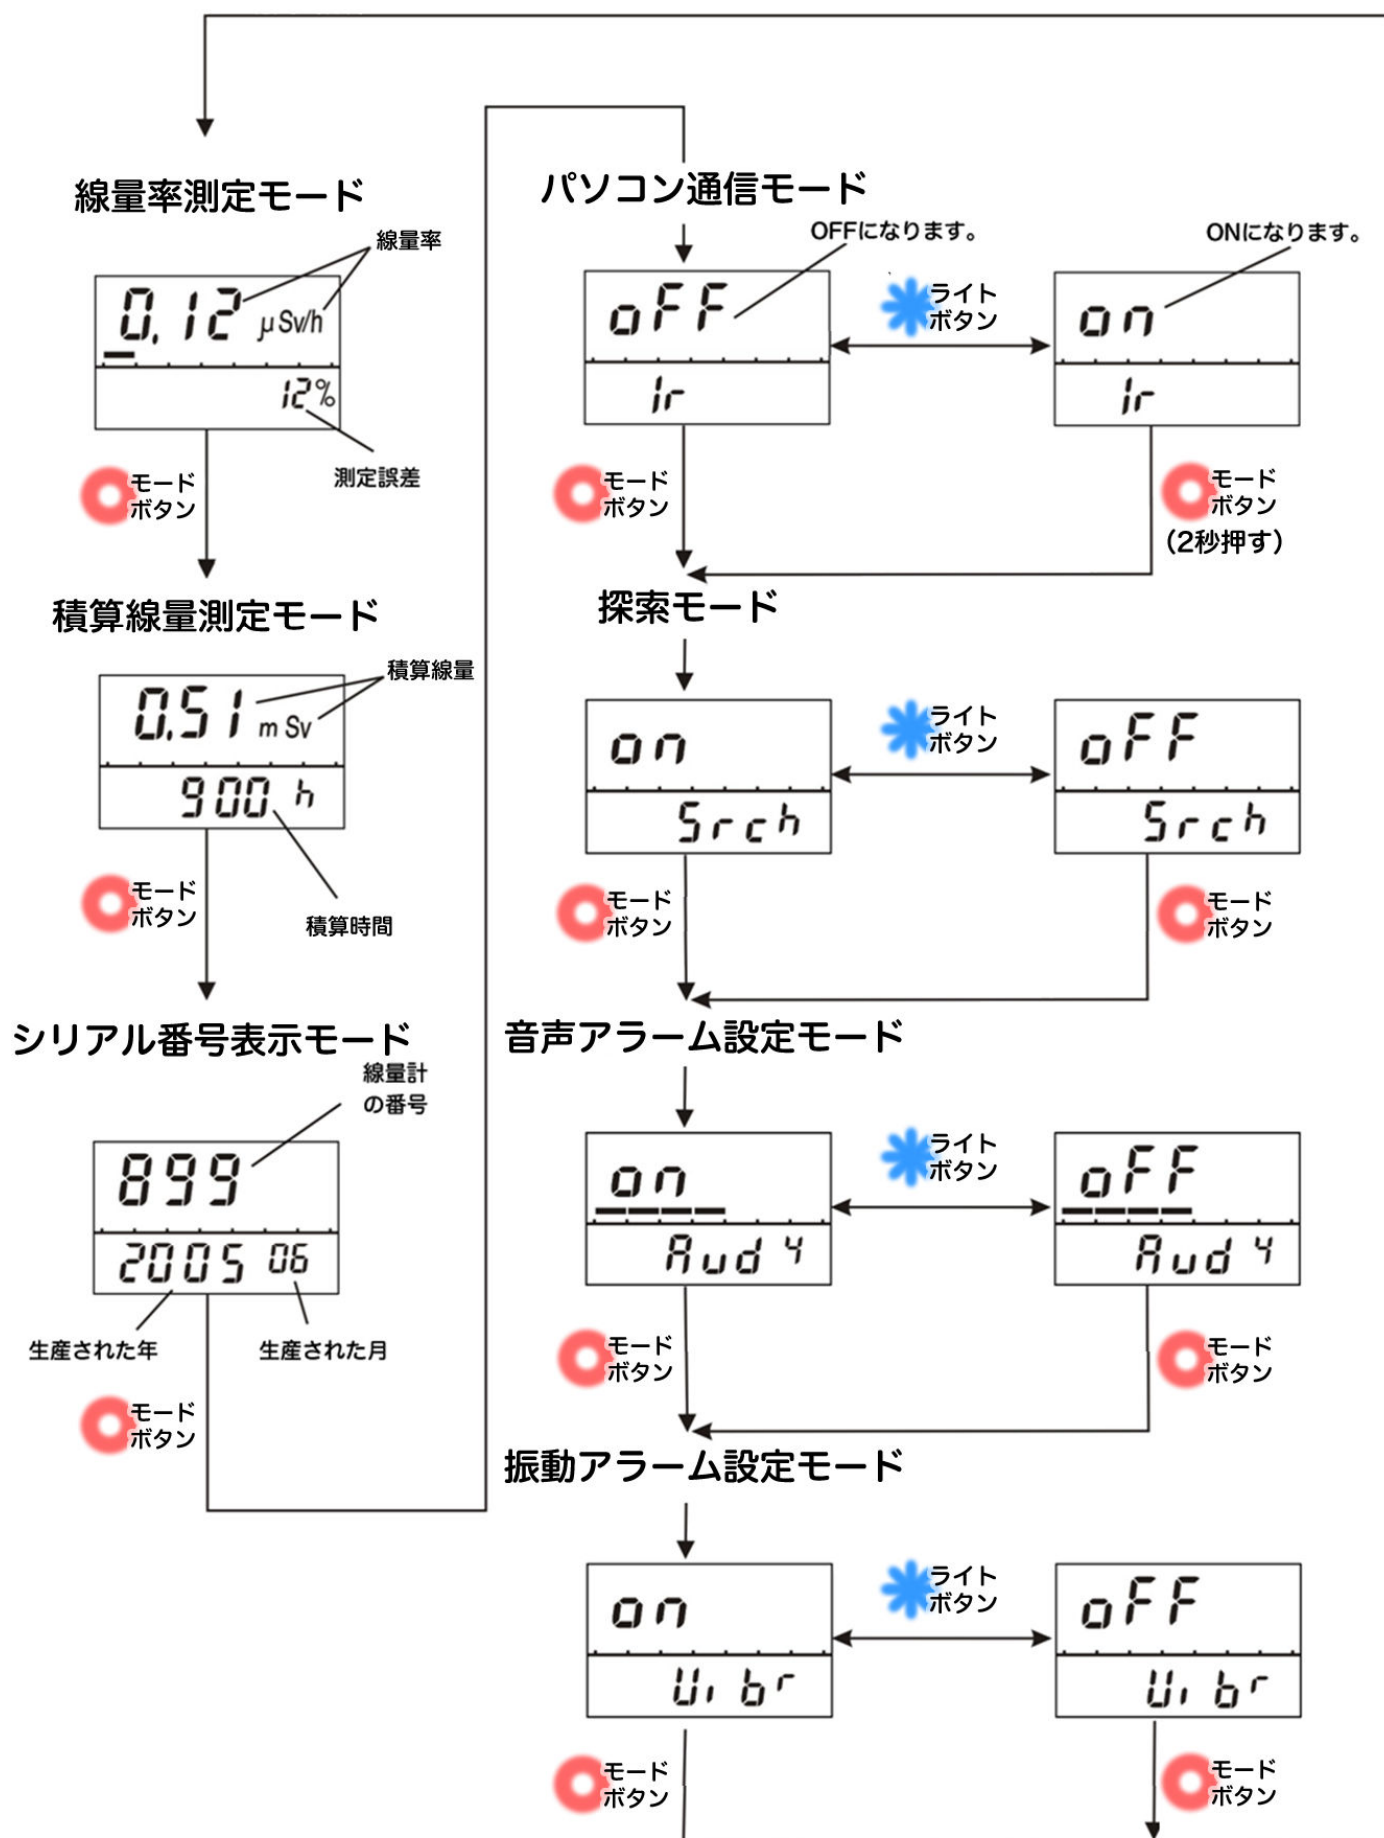 線量率測定モード
線量率
0.12 μSv/h
12%
測定誤差
モード
ボタン
積算線量測定モード
積算線量
0.51 m Sv
900 h
積算時間
モード
ボタン
シリアル番号表示モード
線量計
の番号
899
2005 06
生産された年
生産された月
モード
ボタン
パソコン通信モード
OFFになります。
ONになります。
oFF
Ir
ライト
ボタン
on
Ir
モード
ボタン
モード
ボタン
(2秒押す)
探索モード
on
Srch
ライト
ボタン
oFF
Srch
モード
ボタン
モード
ボタン
音声アラーム設定モード
on
Aud 4
ライト
ボタン
oFF
Aud 4
モード
ボタン
モード
ボタン
振動アラーム設定モード
on
Uibr
ライト
ボタン
oFF
Uibr
モード
ボタン
モード
ボタン